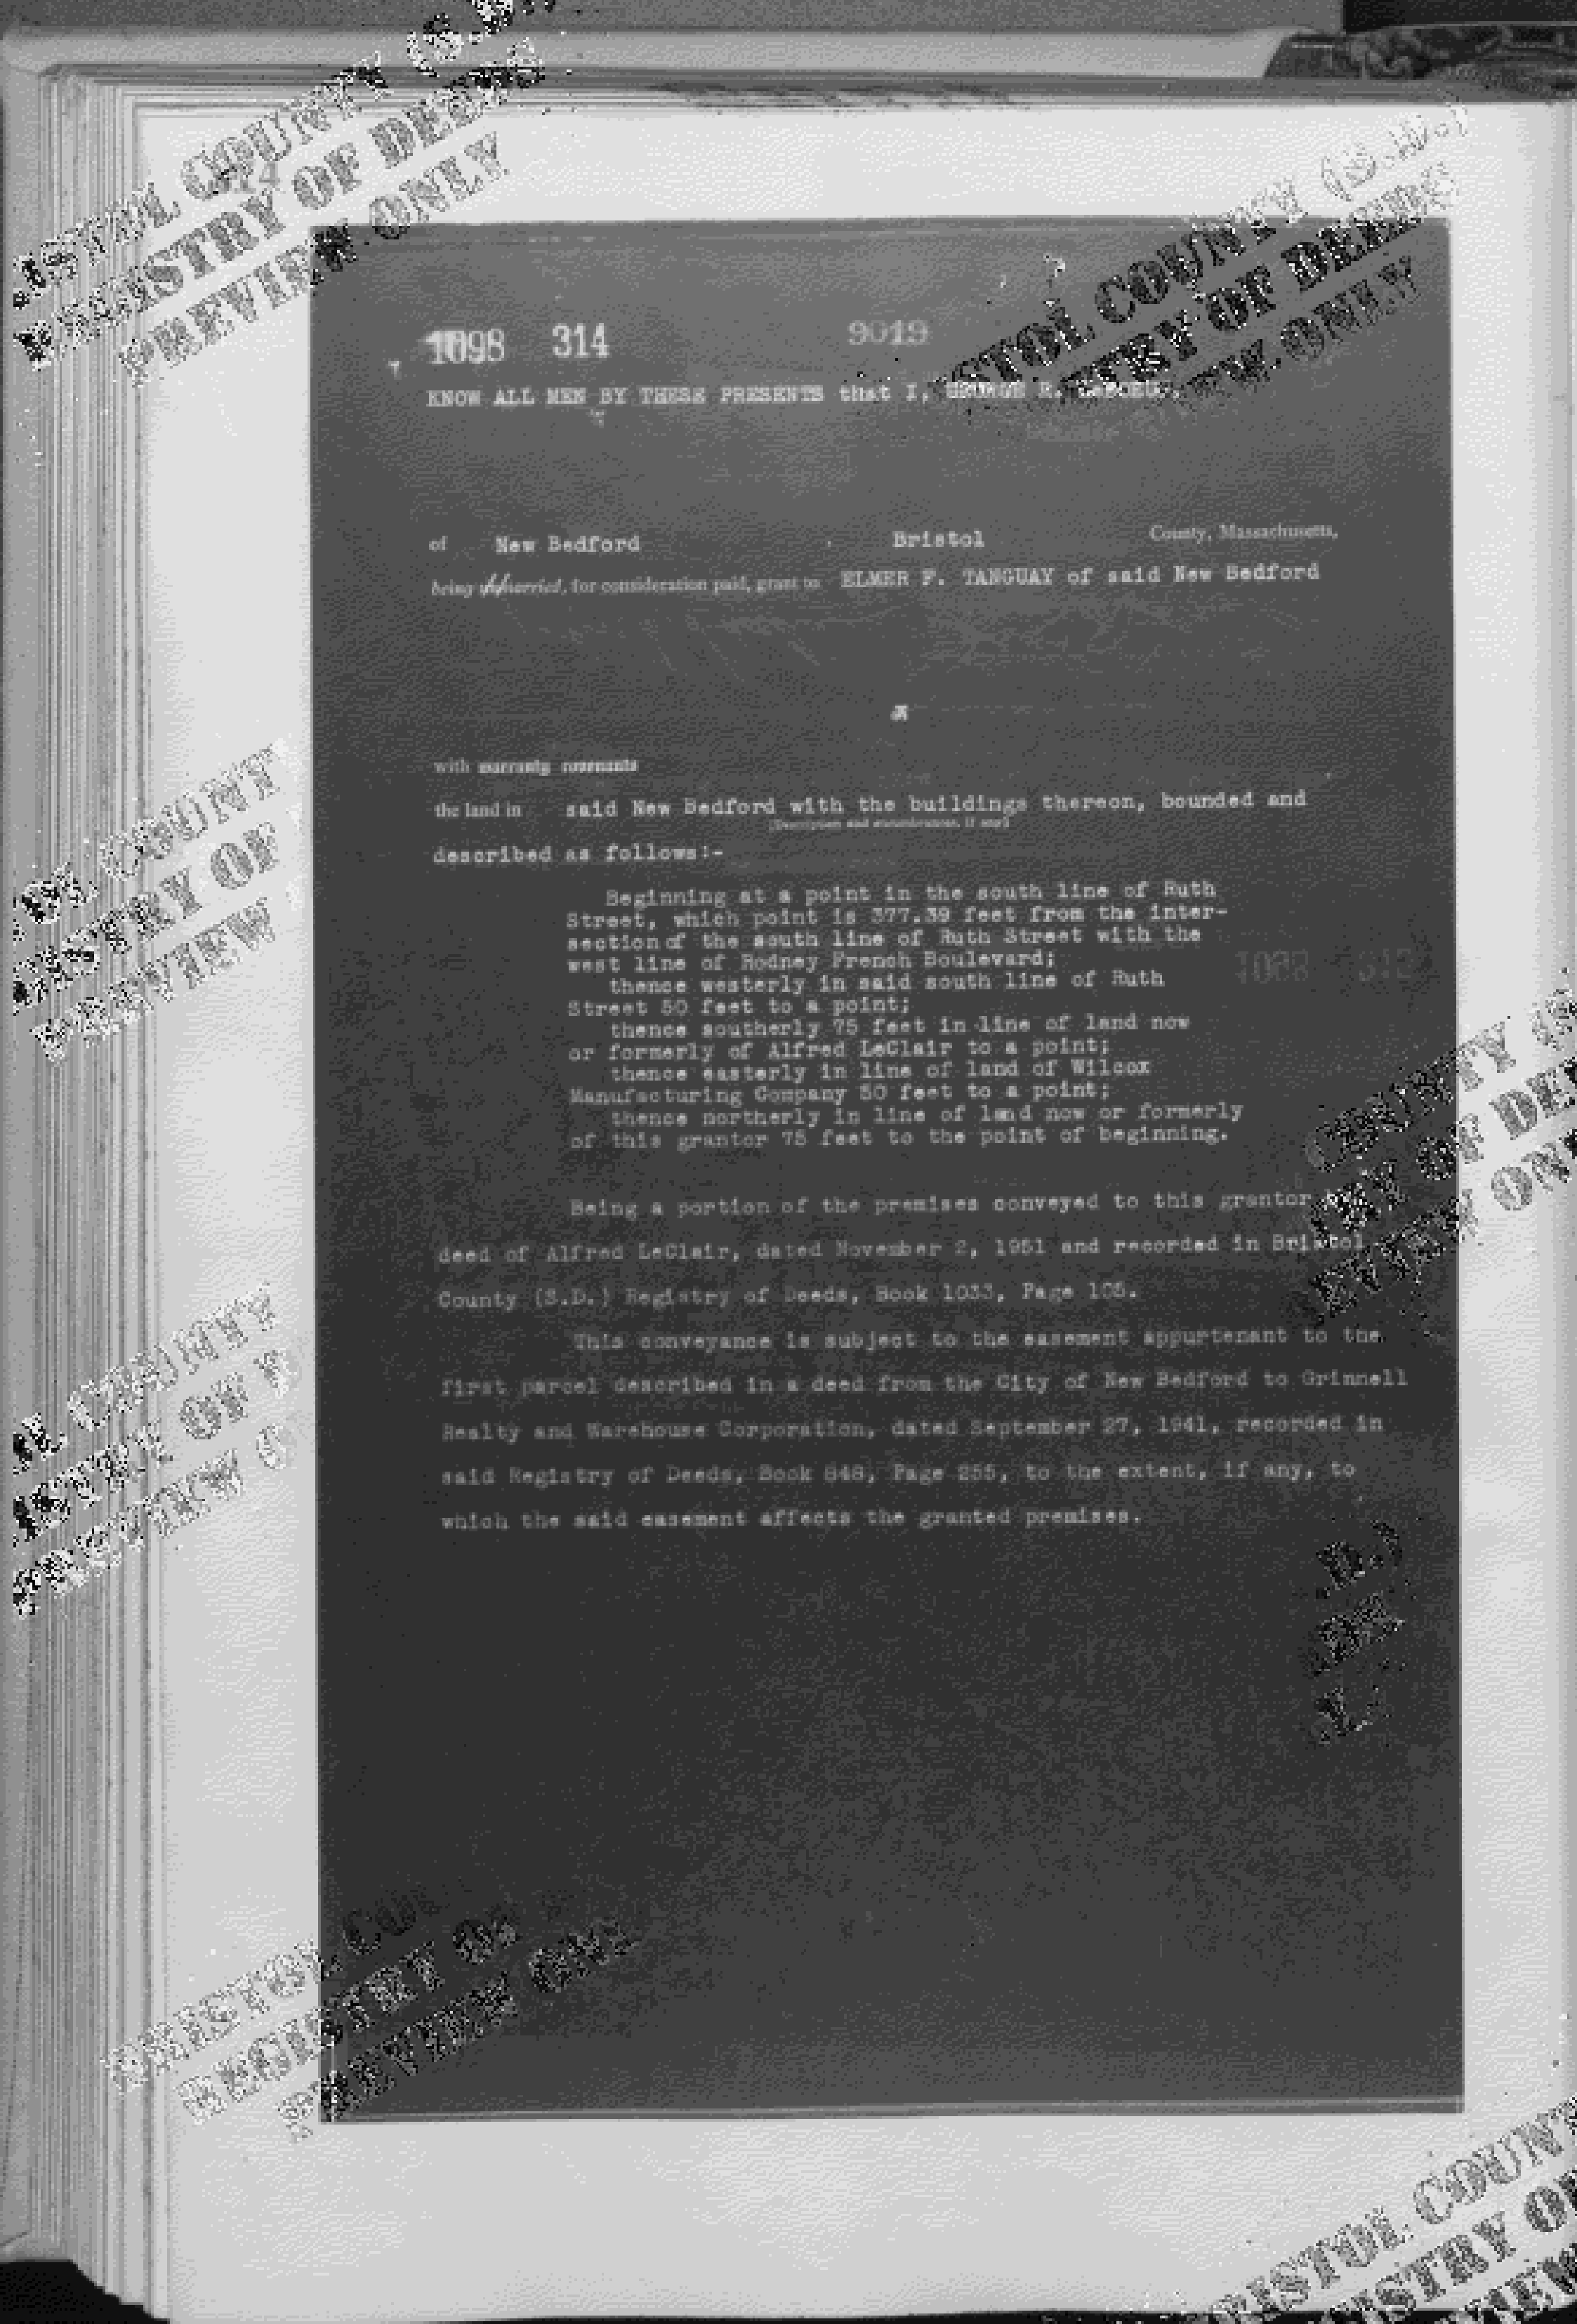 1098 314 9019
KNOW ALL MEN BY THESE PRESENTS that I, GEORGE R.
of New Bedford , Bristol County, Massachusetts,
being married, for consideration paid, grant to ELMER F. TANGUAY of said New Bedford
with warranty covenants
the land in said New Bedford with the buildings thereon, bounded and
(Description and encumbrances, if any)
described as follows:-
Beginning at a point in the south line of Ruth
Street, which point is 377.39 feet from the inter-
section of the south line of Ruth Street with the
west line of Rodney French Boulevard;
thence westerly in said south line of Ruth
Street 50 feet to a point;
thence southerly 75 feet in line of land now
or formerly of Alfred LeClair to a point;
thence easterly in line of land of Wilcox
Manufacturing Company 50 feet to a point;
thence northerly in line of land now or formerly
of this grantor 75 feet to the point of beginning.
Being a portion of the premises conveyed to this grantor
deed of Alfred LeClair, dated November 2, 1951 and recorded in Bristol
County (S.D.) Registry of Deeds, Book 1033, Page 105.
This conveyance is subject to the easement appurtenant to the
first parcel described in a deed from the City of New Bedford to Grinnell
Realty and Warehouse Corporation, dated September 27, 1941, recorded in
said Registry of Deeds, Book 848, Page 255, to the extent, if any, to
which the said easement affects the granted premises.